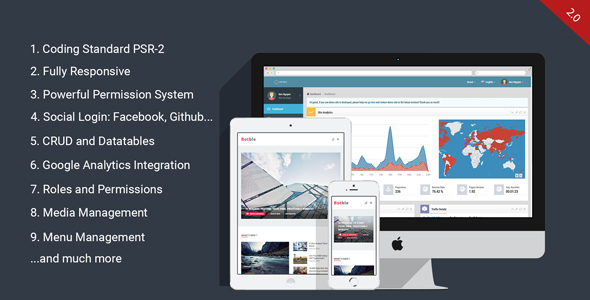 2.0
1. Coding Standard PSR-2
2. Fully Responsive
3. Powerful Permission System
4. Social Login: Facebook, Github...
5. CRUD and Datatables
6. Google Analytics Integration
7. Roles and Permissions
8. Media Management
9. Menu Management
...and much more
Botble
Botble